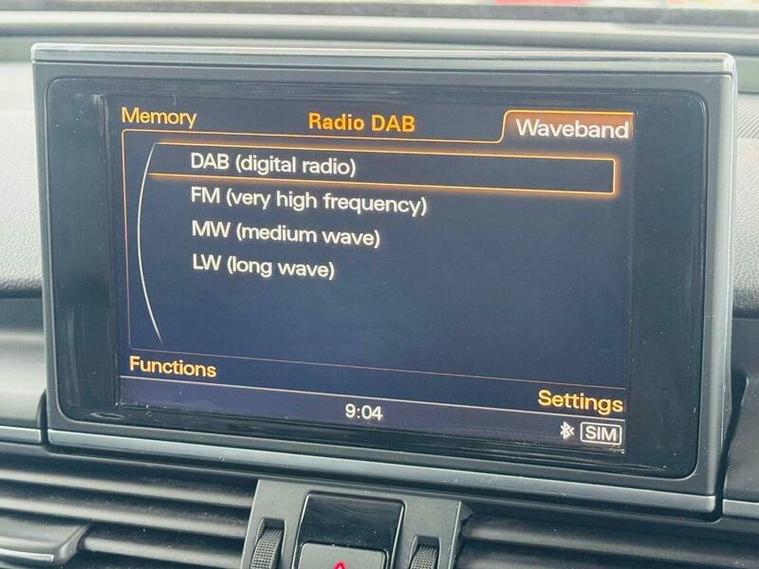 Memory
Radio DAB
Waveband
DAB (digital radio)
FM (very high frequency)
MW (medium wave)
LW (long wave)
Functions
Settings
9:04
SIM